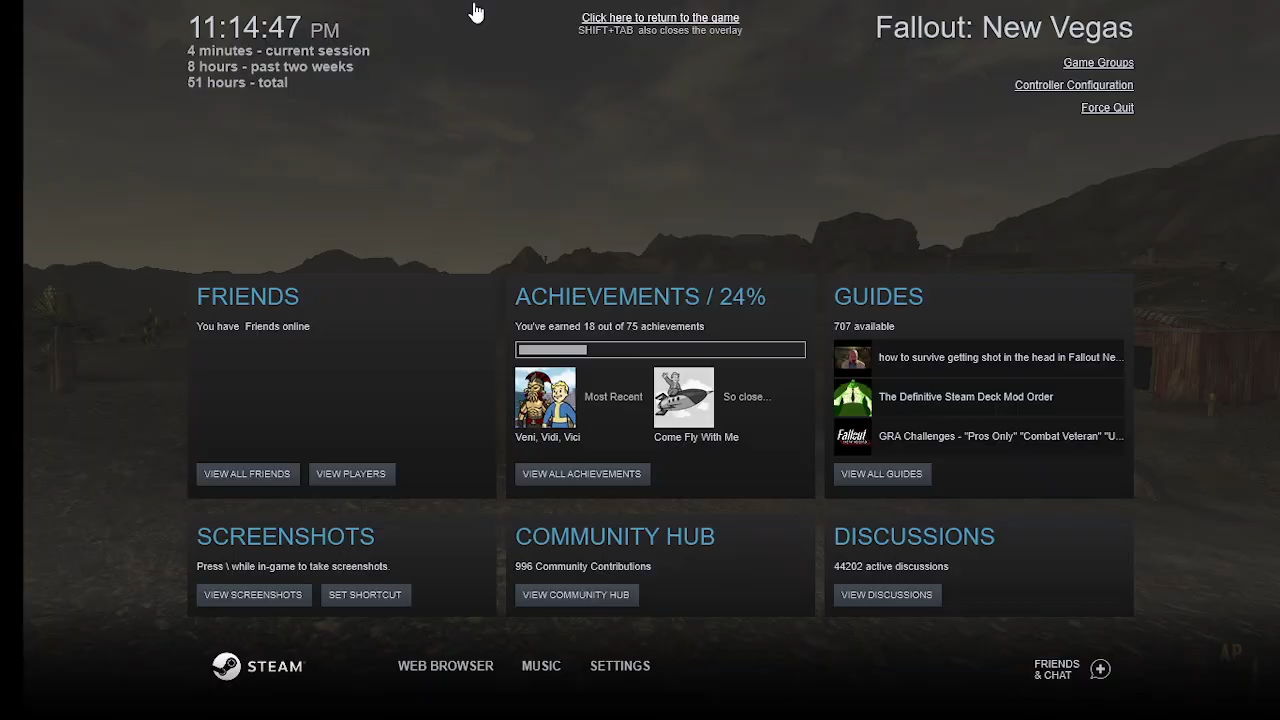 11:14:47 PM
4 minutes - current session
8 hours - past two weeks
51 hours - total
Click here to return to the game
SHIFT+TAB also closes the overlay
Fallout: New Vegas
Game Groups
Controller Configuration
Force Quit
FRIENDS
You have Friends online
VIEW ALL FRIENDS
VIEW PLAYERS
ACHIEVEMENTS / 24%
You've earned 18 out of 75 achievements
Most Recent
So close...
Veni, Vidi, Vici
Come Fly With Me
VIEW ALL ACHIEVEMENTS
GUIDES
707 available
how to survive getting shot in the head in Fallout Ne...
The Definitive Steam Deck Mod Order
Fallout
GRA Challenges - "Pros Only" "Combat Veteran" "U...
VIEW ALL GUIDES
SCREENSHOTS
Press \ while in-game to take screenshots.
VIEW SCREENSHOTS
SET SHORTCUT
COMMUNITY HUB
996 Community Contributions
VIEW COMMUNITY HUB
DISCUSSIONS
44202 active discussions
VIEW DISCUSSIONS
STEAM
WEB BROWSER
MUSIC
SETTINGS
FRIENDS
& CHAT
AP